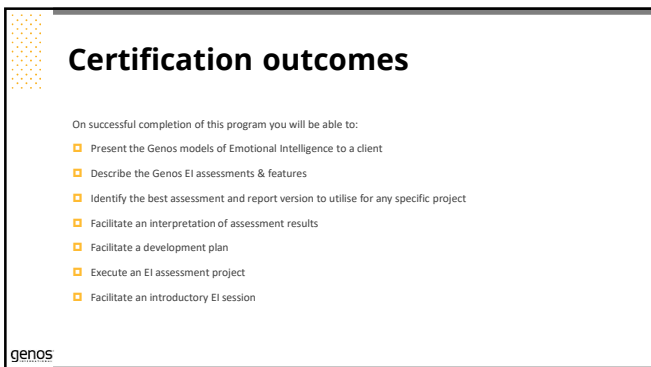 Certification outcomes
On successful completion of this program you will be able to:
Present the Genos models of Emotional Intelligence to a client
Describe the Genos EI assessments & features
Identify the best assessment and report version to utilise for any specific project
Facilitate an interpretation of assessment results
Facilitate a development plan
Execute an EI assessment project
Facilitate an introductory EI session
genos
INTERNATIONAL